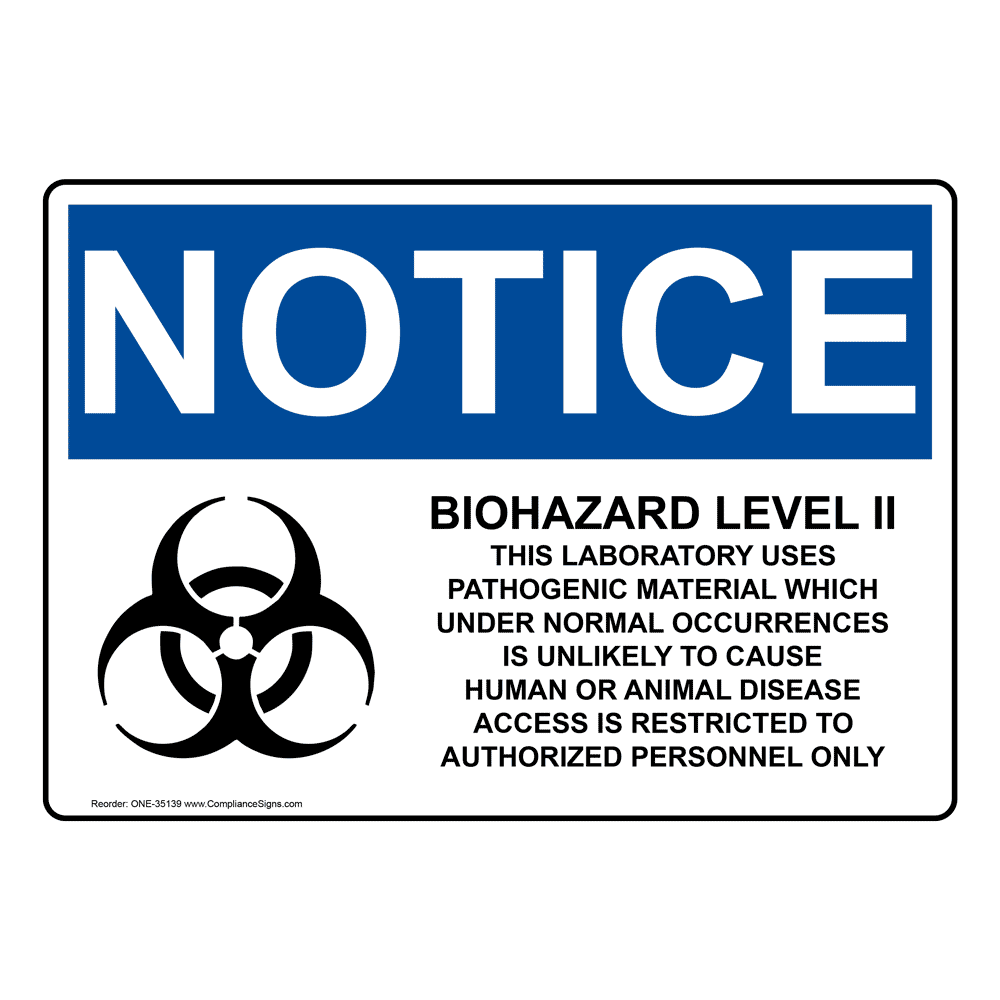 NOTICE
BIOHAZARD LEVEL II
THIS LABORATORY USES
PATHOGENIC MATERIAL WHICH
UNDER NORMAL OCCURRENCES
IS UNLIKELY TO CAUSE
HUMAN OR ANIMAL DISEASE
ACCESS IS RESTRICTED TO
AUTHORIZED PERSONNEL ONLY
Reorder: ONE-35139 www.ComplianceSigns.com